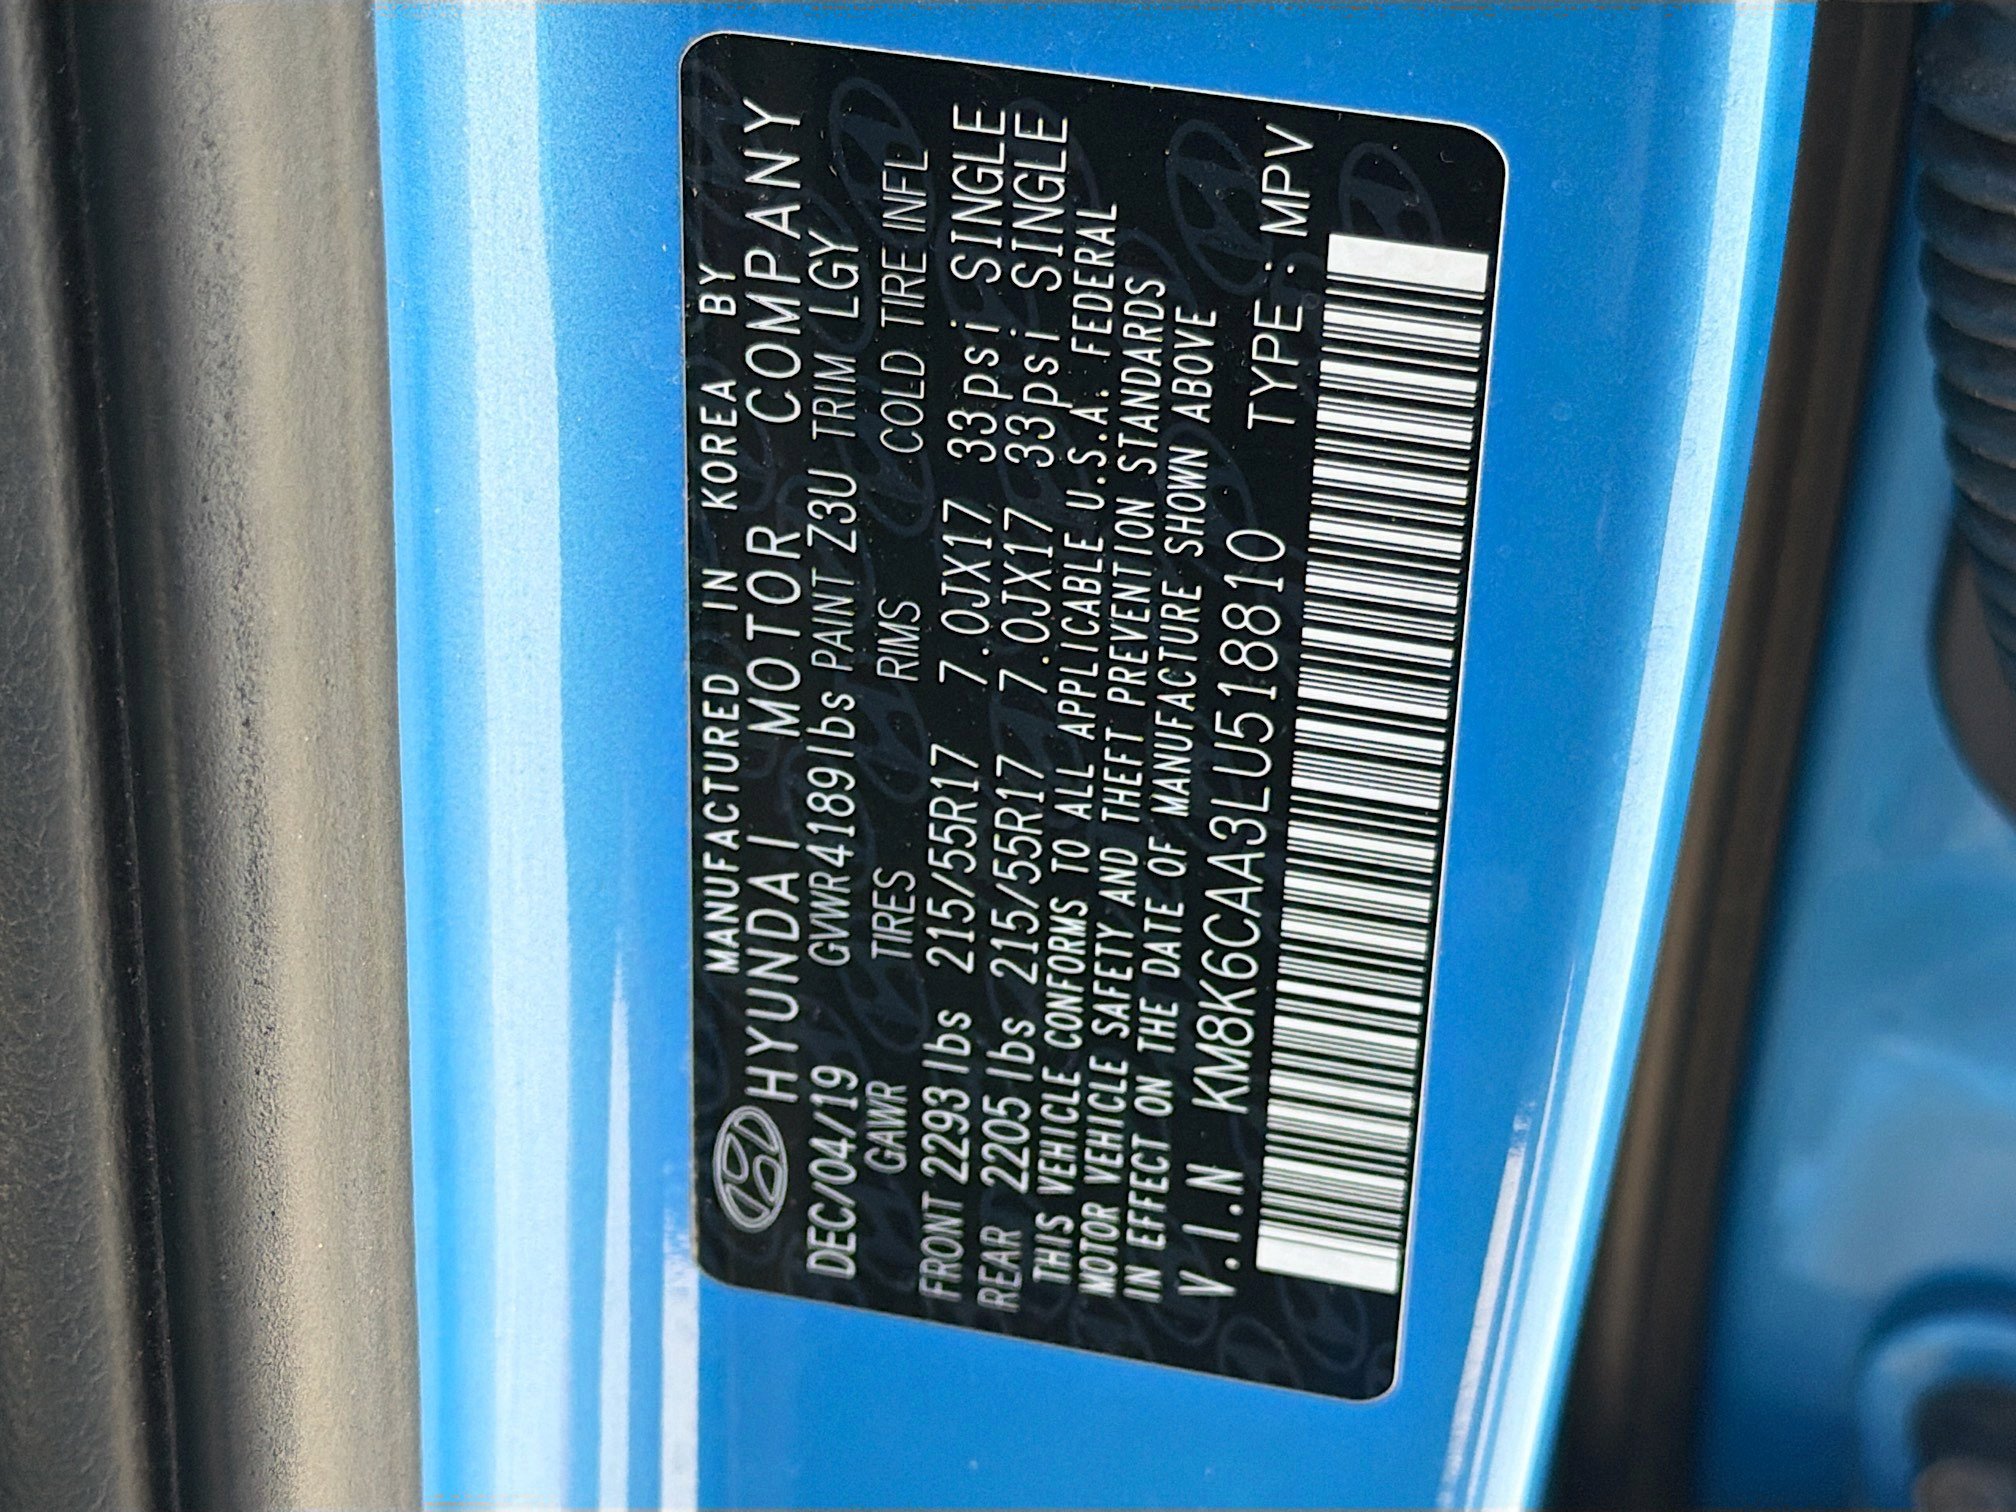 MANUFACTURED IN KOREA BY
HYUNDAI MOTOR COMPANY
DEC/04/19 GVWR4189lbs PAINT Z3U TRIM LGY
GAWR TIRES RIMS COLD TIRE INFL
FRONT 2293lbs 215/55R17 7.0JX17 33psi SINGLE
REAR 2205lbs 215/55R17 7.0JX17 33psi SINGLE
THIS VEHICLE CONFORMS TO ALL APPLICABLE U.S.A. FEDERAL
MOTOR VEHICLE SAFETY AND THEFT PREVENTION STANDARDS
IN EFFECT ON THE DATE OF MANUFACTURE SHOWN ABOVE
V.I.N KM8K6CAA3LU518810 TYPE: MPV